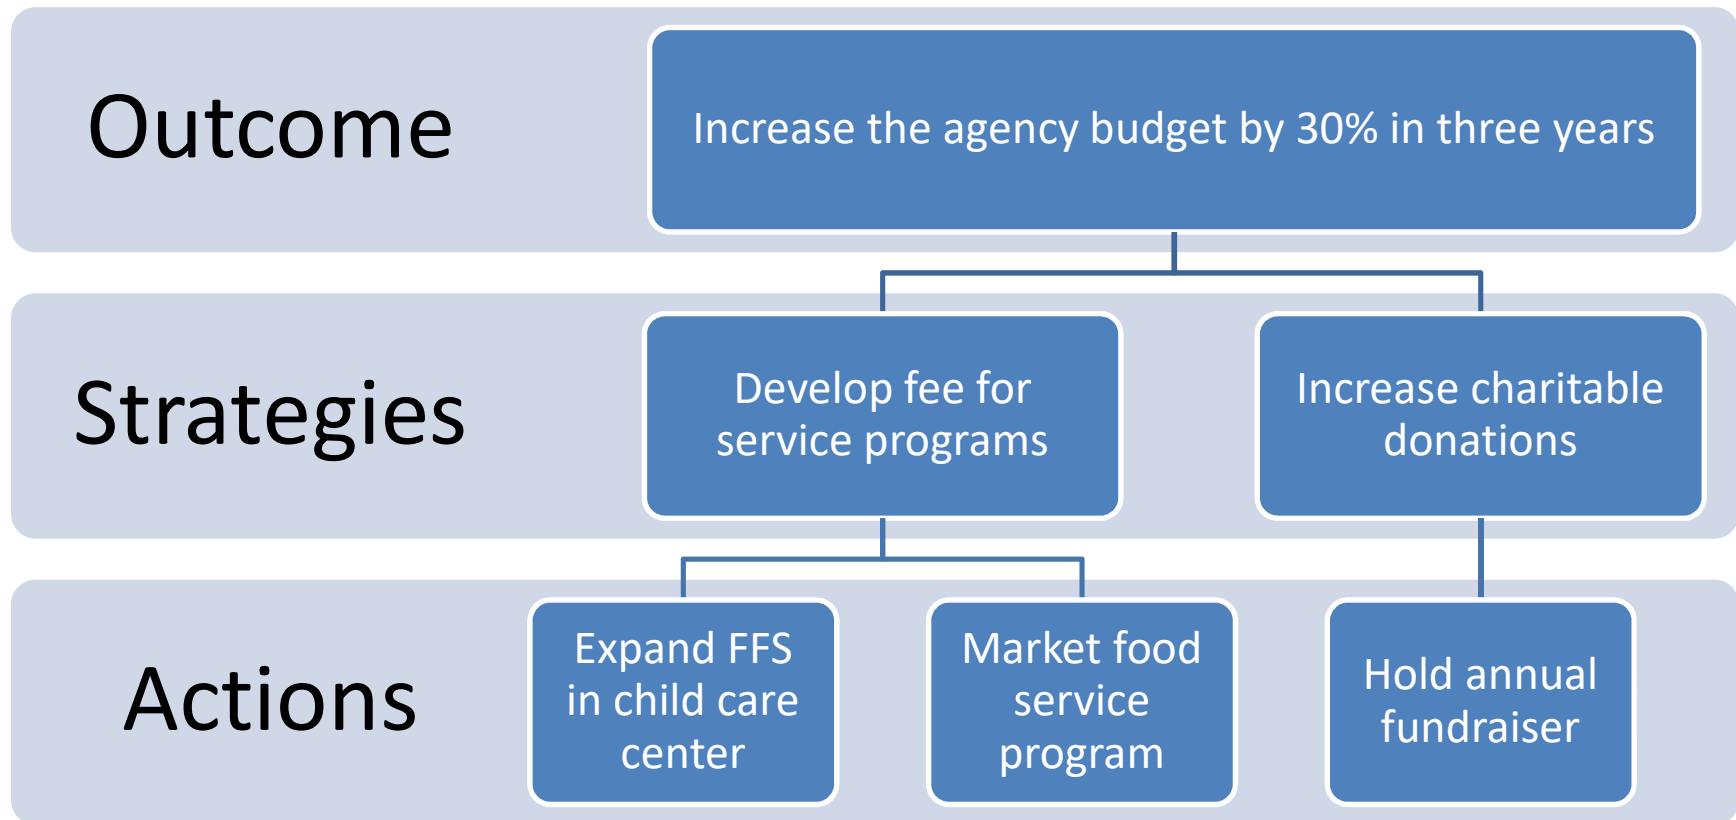 Outcome
Increase the agency budget by 30% in three years
Strategies
Develop fee for
service programs
Increase charitable
donations
Actions
Expand FFS
in child care
center
Market food
service
program
Hold annual
fundraiser